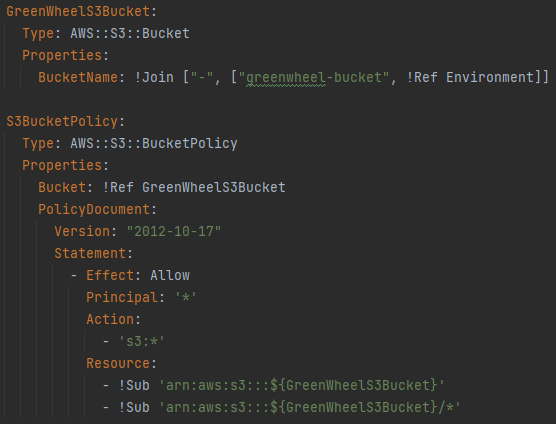 GreenWheelS3Bucket:
  Type: AWS::S3::Bucket
  Properties:
    BucketName: !Join ["-", ["greenwheel-bucket", !Ref Environment]]

S3BucketPolicy:
  Type: AWS::S3::BucketPolicy
  Properties:
    Bucket: !Ref GreenWheelS3Bucket
    PolicyDocument:
      Version: "2012-10-17"
      Statement:
        - Effect: Allow
          Principal: '*'
          Action:
            - 's3:*'
          Resource:
            - !Sub 'arn:aws:s3:::${GreenWheelS3Bucket}'
            - !Sub 'arn:aws:s3:::${GreenWheelS3Bucket}/*'